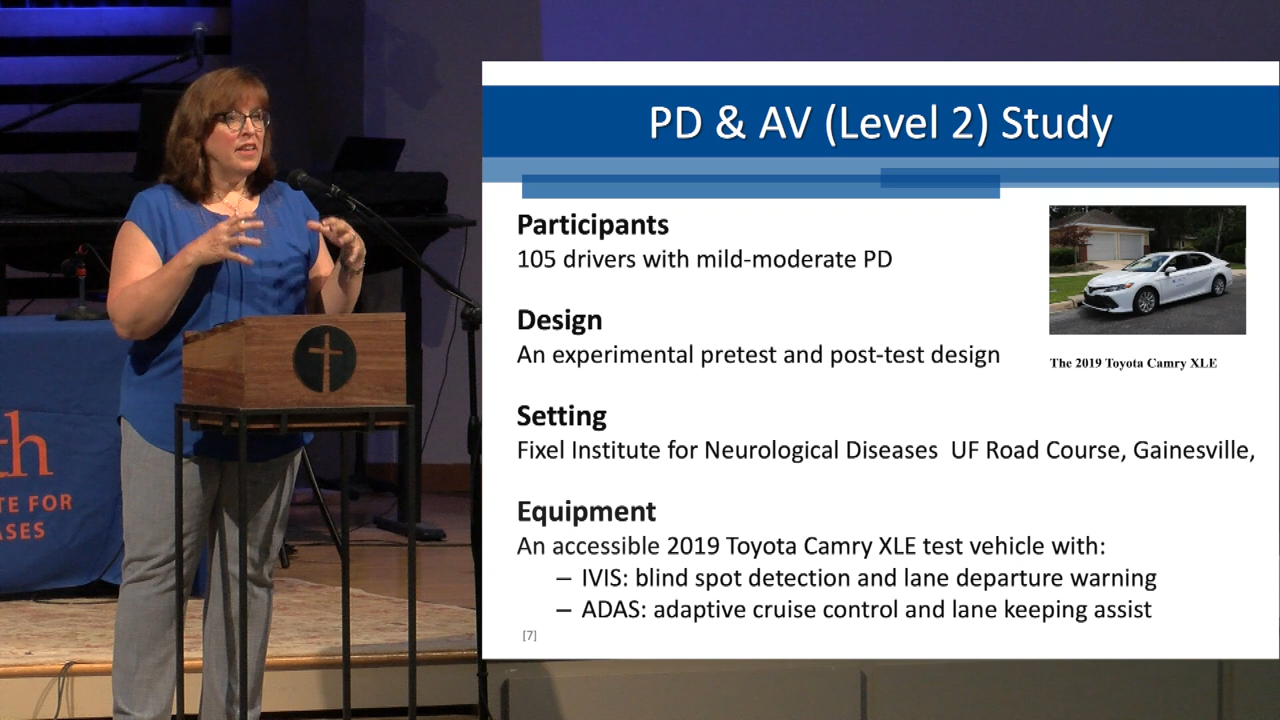 PD & AV (Level 2) Study
Participants
105 drivers with mild-moderate PD
Design
An experimental pretest and post-test design
The 2019 Toyota Camry XLE
Setting
Fixel Institute for Neurological Diseases  UF Road Course, Gainesville,
Equipment
An accessible 2019 Toyota Camry XLE test vehicle with:
– IVIS: blind spot detection and lane departure warning
– ADAS: adaptive cruise control and lane keeping assist
[7]
th
TE FOR
ASES